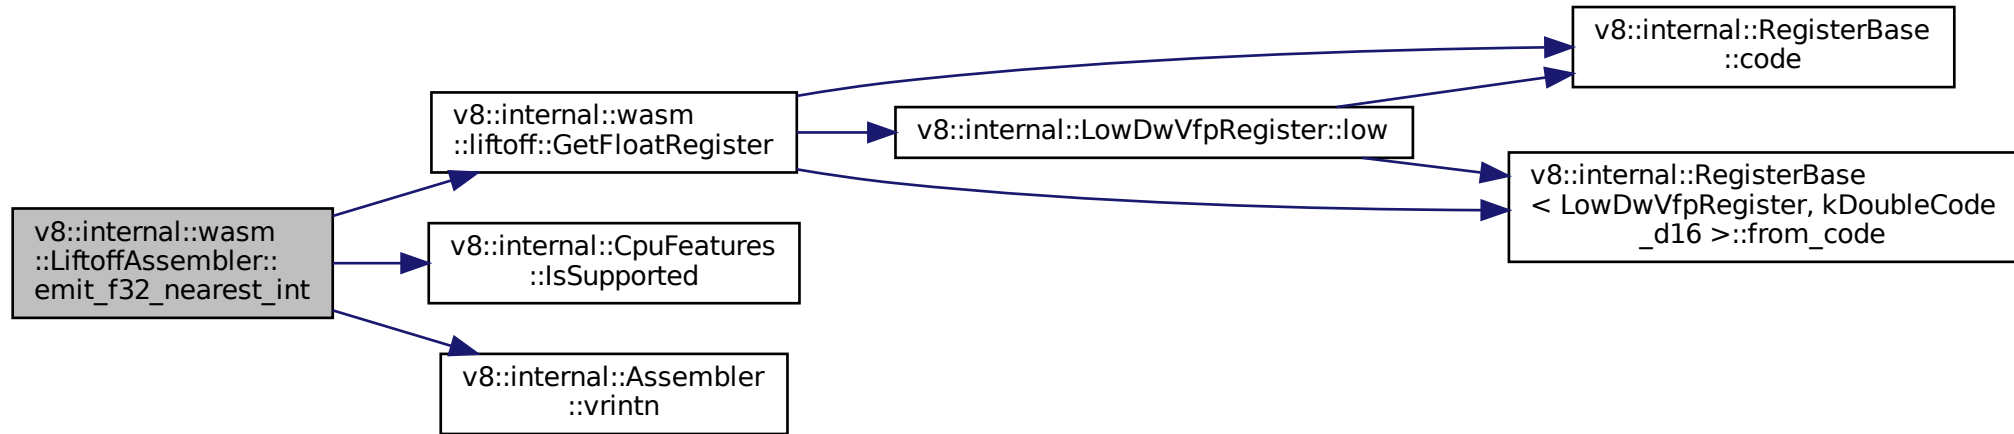 v8::internal::wasm
::LiftoffAssembler::
emit_f32_nearest_int
v8::internal::wasm
::liftoff::GetFloatRegister
v8::internal::CpuFeatures
::IsSupported
v8::internal::Assembler
::vrintn
v8::internal::LowDwVfpRegister::low
v8::internal::RegisterBase
::code
v8::internal::RegisterBase
< LowDwVfpRegister, kDoubleCode
_d16 >::from_code